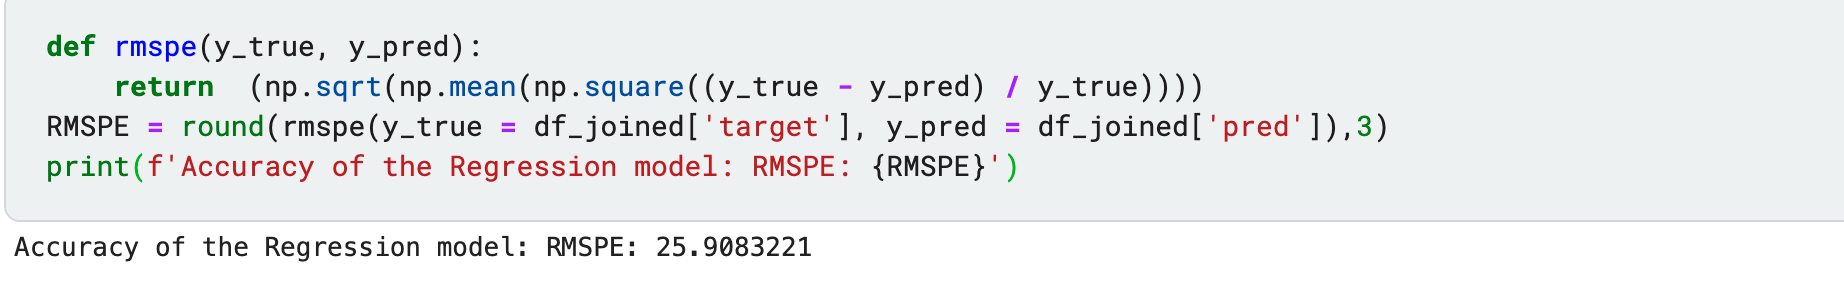 def rmspe(y_true, y_pred):
    return  (np.sqrt(np.mean(np.square((y_true - y_pred) / y_true))))
RMSPE = round(rmspe(y_true = df_joined['target'], y_pred = df_joined['pred']),3)
print(f'Accuracy of the Regression model: RMSPE: {RMSPE}')
Accuracy of the Regression model: RMSPE: 25.9083221